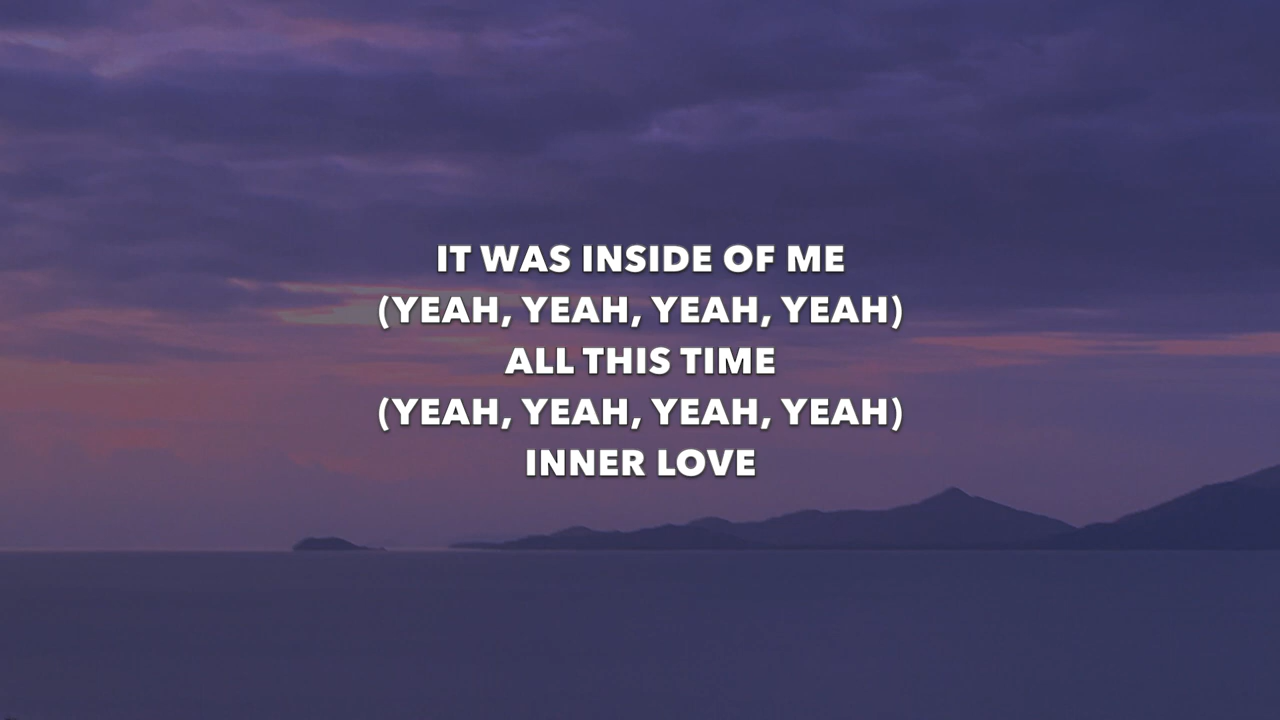 IT WAS INSIDE OF ME
(YEAH, YEAH, YEAH, YEAH)
ALL THIS TIME
(YEAH, YEAH, YEAH, YEAH)
INNER LOVE